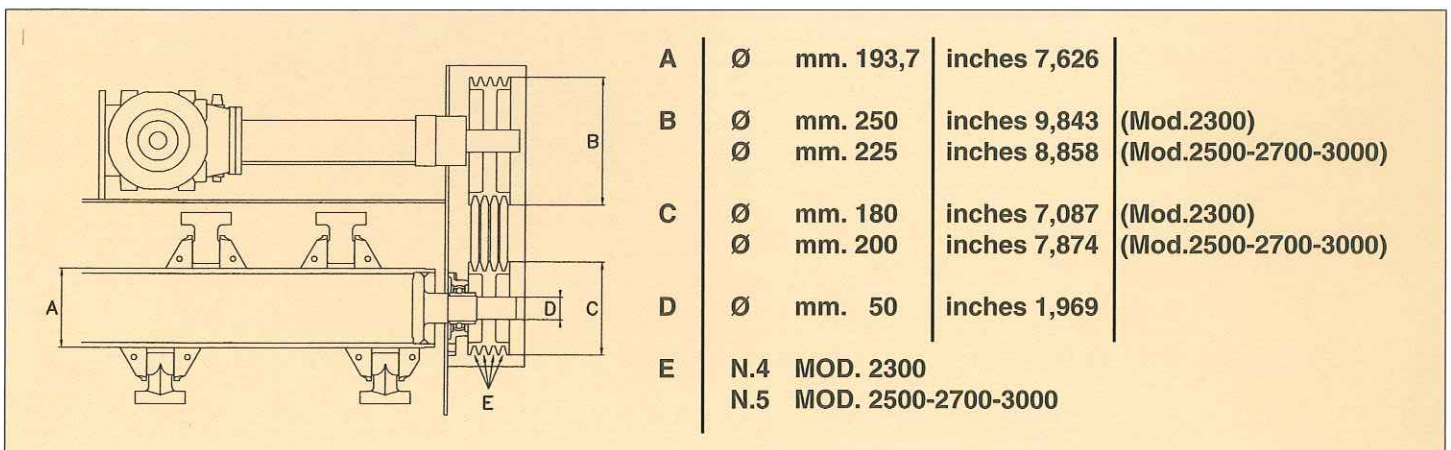 A Ø mm. 193,7 inches 7,626
B Ø mm. 250 inches 9,843 (Mod.2300)
Ø mm. 225 inches 8,858 (Mod.2500-2700-3000)
C Ø mm. 180 inches 7,087 (Mod.2300)
Ø mm. 200 inches 7,874 (Mod.2500-2700-3000)
D Ø mm. 50 inches 1,969
E N.4 MOD. 2300
N.5 MOD. 2500-2700-3000
B
A
D
C
E